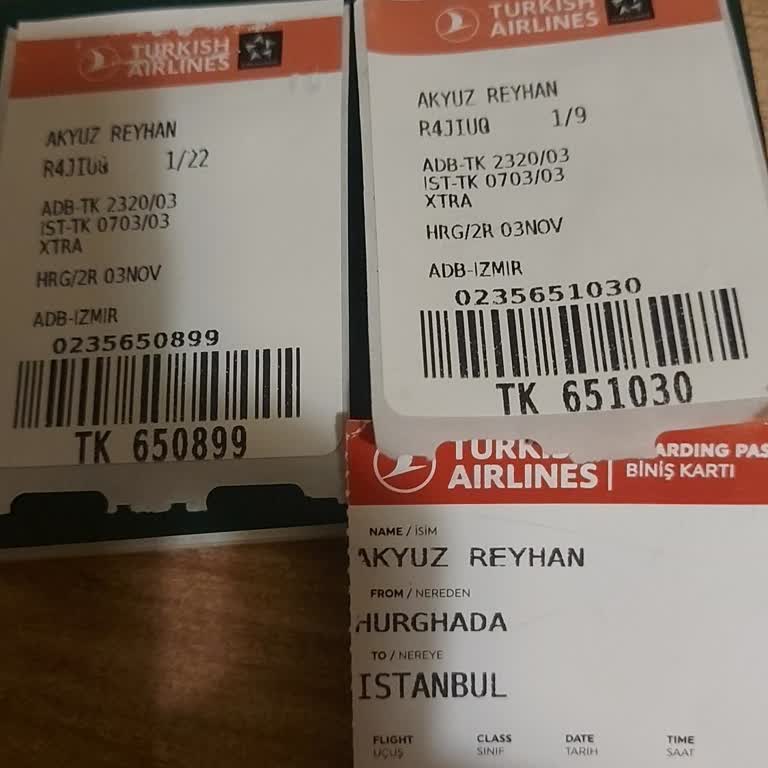 TURKISH
AIRLINES
AKYUZ REYHAN
R4JIUQ 1/22
ADB-TK 2320/03
IST-TK 0703/03
XTRA
HRG/2R 03NOV
ADB-IZMIR
0235650899
TK 650899
TURKISH
AIRLINES
AKYUZ REYHAN
R4JIUQ 1/9
ADB-TK 2320/03
IST-TK 0703/03
XTRA
HRG/2R 03NOV
ADB-IZMIR
0235651030
TK 651030
AIRLINES
BİNİŞ KARTI
NAME / İSİM
AKYUZ REYHAN
FROM / NEREDEN
HURGHADA
TO / NEREYE
ISTANBUL
FLIGHT CLASS DATE TIME
UÇUŞ SINIF TARİH SAAT